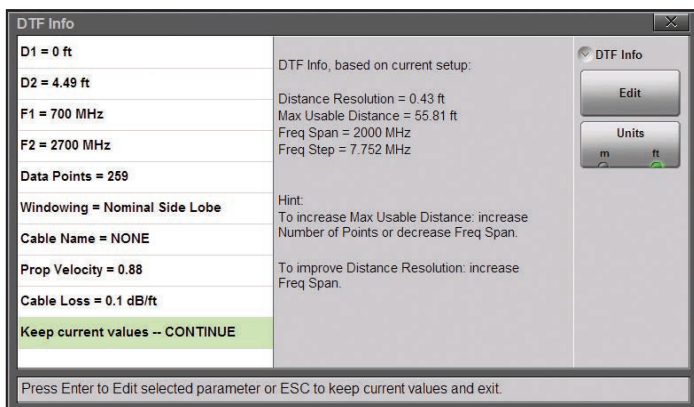 DTF Info
D1 = 0 ft
D2 = 4.49 ft
F1 = 700 MHz
F2 = 2700 MHz
Data Points = 259
Windowing = Nominal Side Lobe
Cable Name = NONE
Prop Velocity = 0.88
Cable Loss = 0.1 dB/ft
Keep current values -- CONTINUE
DTF Info, based on current setup:
Distance Resolution = 0.43 ft
Max Usable Distance = 55.81 ft
Freq Span = 2000 MHz
Freq Step = 7.752 MHz
Hint:
To increase Max Usable Distance: increase
Number of Points or decrease Freq Span.
To improve Distance Resolution: increase
Freq Span.
DTF Info
Edit
Units
m ft
Press Enter to Edit selected parameter or ESC to keep current values and exit.